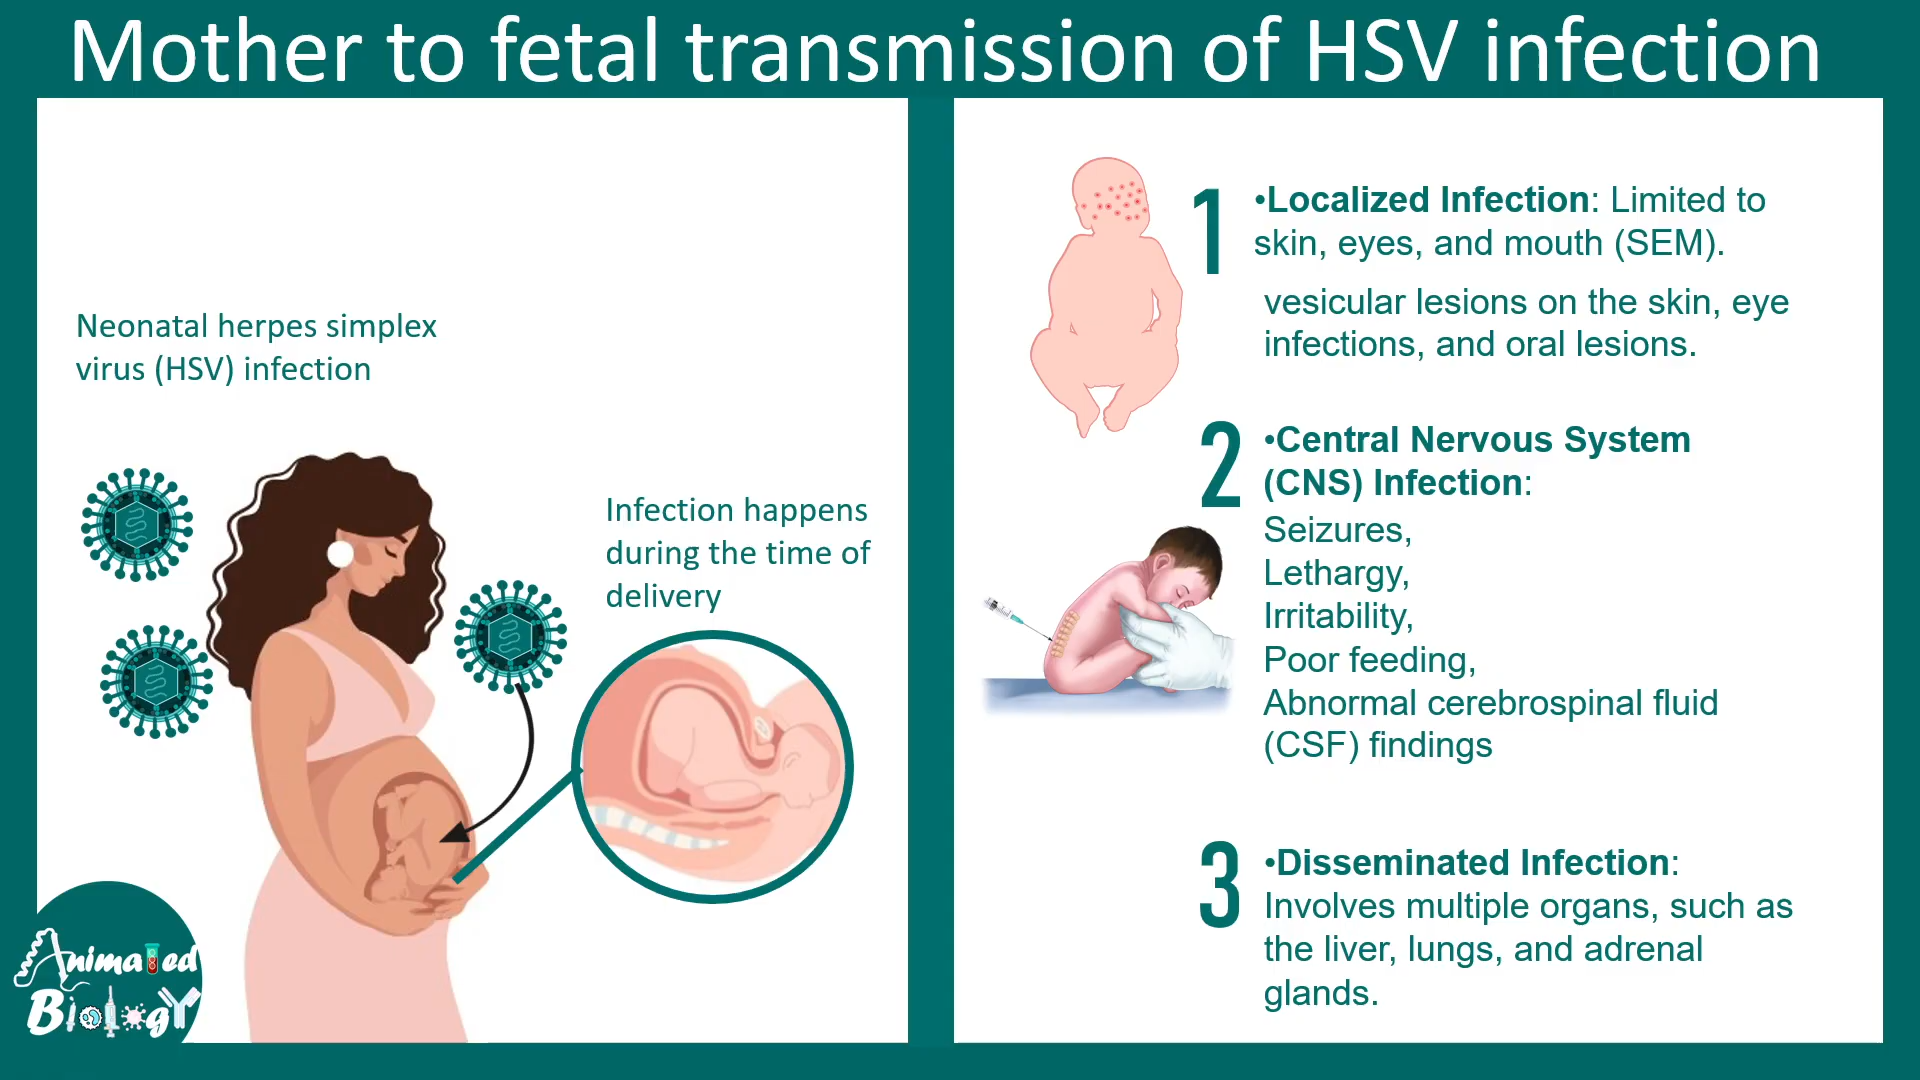 Mother to fetal transmission of HSV infection
Neonatal herpes simplex
virus (HSV) infection
Infection happens
during the time of
delivery
Animated
Biology
1
•Localized Infection: Limited to
skin, eyes, and mouth (SEM).
vesicular lesions on the skin, eye
infections, and oral lesions.
2
•Central Nervous System
(CNS) Infection:
Seizures,
Lethargy,
Irritability,
Poor feeding,
Abnormal cerebrospinal fluid
(CSF) findings
3
•Disseminated Infection:
Involves multiple organs, such as
the liver, lungs, and adrenal
glands.